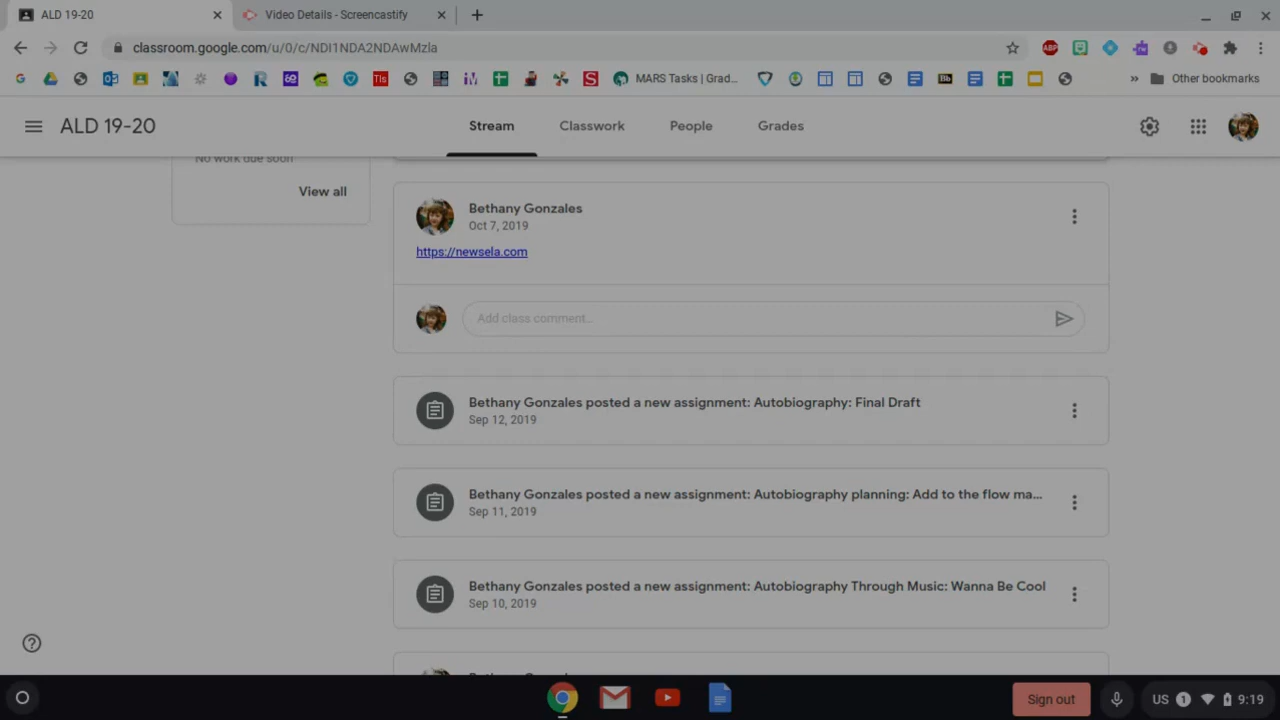 ALD 19-20
Video Details - Screencastify
classroom.google.com/u/0/c/NDI1NDA2NDAwMzla
ABP
Tls
MARS Tasks | Grad...
Bb
Other bookmarks
ALD 19-20
Stream
Classwork
People
Grades
No work due soon
View all
Bethany Gonzales
Oct 7, 2019
https://newsela.com
Add class comment...
Bethany Gonzales posted a new assignment: Autobiography: Final Draft
Sep 12, 2019
Bethany Gonzales posted a new assignment: Autobiography planning: Add to the flow ma...
Sep 11, 2019
Bethany Gonzales posted a new assignment: Autobiography Through Music: Wanna Be Cool
Sep 10, 2019
Sign out
US
1
9:19